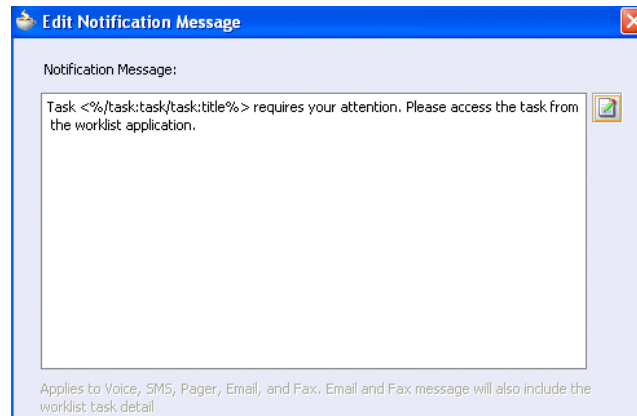 Edit Notification Message
Notification Message:
Task <%/task:task/task:title%> requires your attention. Please access the task from
the worklist application.
Applies to Voice, SMS, Pager, Email, and Fax. Email and Fax message will also include the
worklist task detail